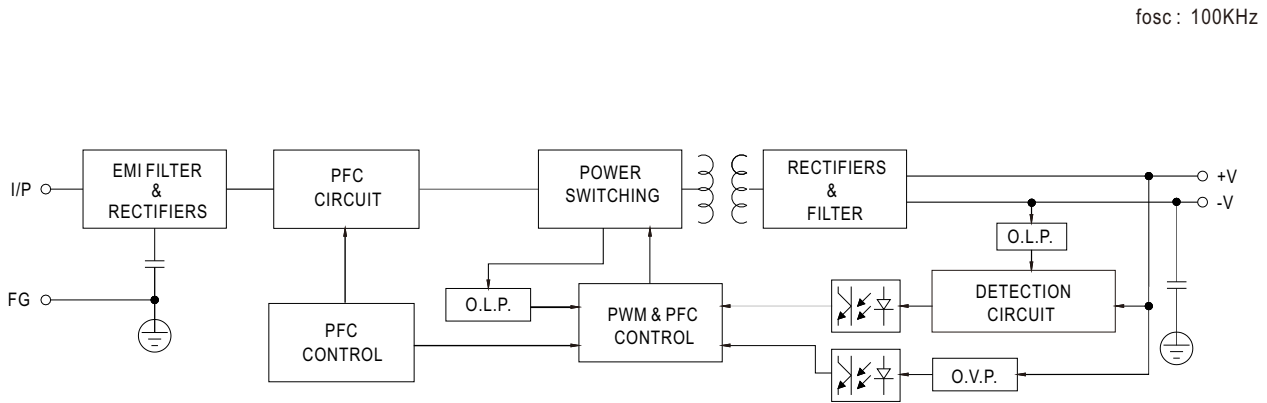 fosc : 100KHz
I/P
EMI FILTER
&
RECTIFIERS
PFC
CIRCUIT
POWER
SWITCHING
RECTIFIERS
&
FILTER
+V
-V
O.L.P.
FG
O.L.P.
PFC
CONTROL
PWM & PFC
CONTROL
DETECTION
CIRCUIT
O.V.P.